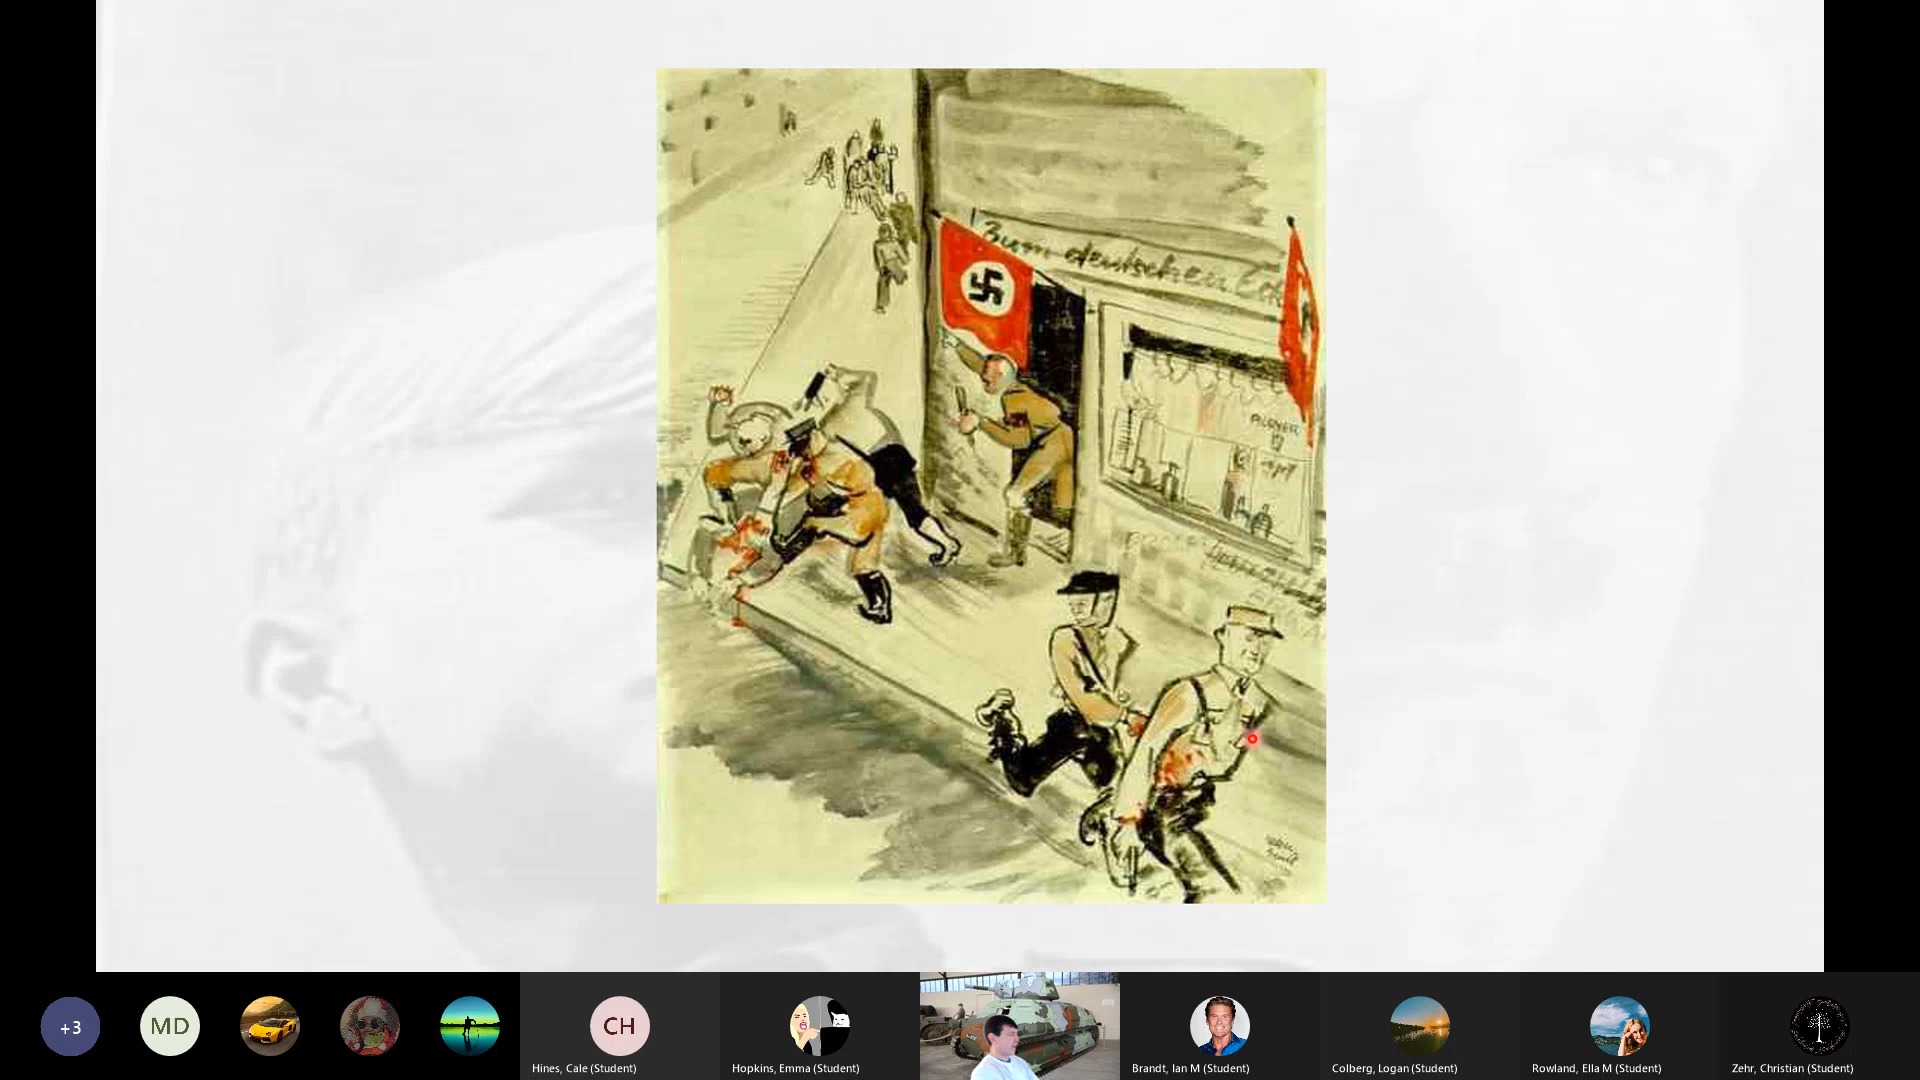 Zum deutschen Eck
+3
MD
CH
Hines, Cale (Student)
Hopkins, Emma (Student)
Brandt, Ian M (Student)
Colberg, Logan (Student)
Rowland, Ella M (Student)
Zehr, Christian (Student)